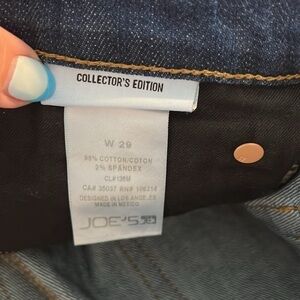 COLLECTOR'S EDITION
W 29
98% COTTON/COTON
2% SPANDEX
CA# 35037 RN# 106214
DESIGNED IN LOS ANGELES
MADE IN MEXICO
JOE'S